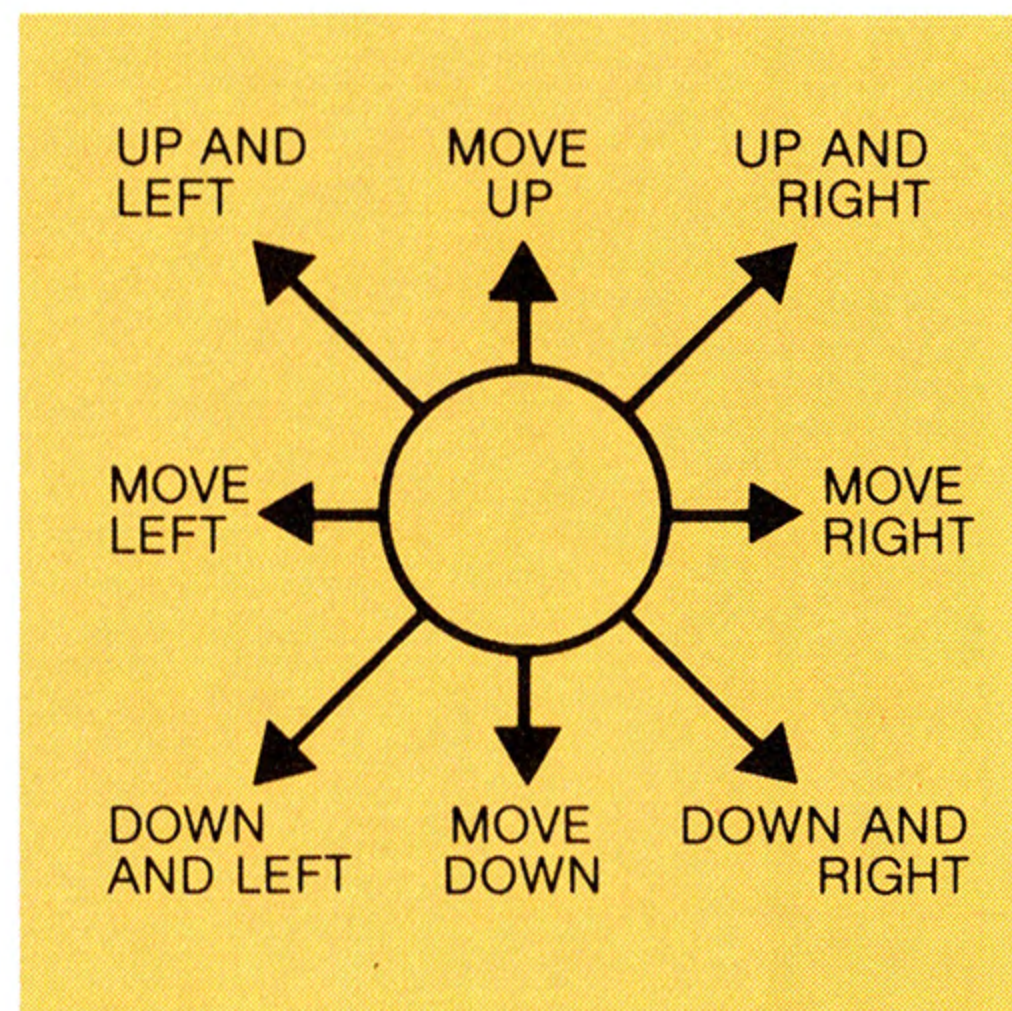 UP AND
LEFT
MOVE
UP
UP AND
RIGHT
MOVE
LEFT
MOVE
RIGHT
DOWN
AND LEFT
MOVE
DOWN
DOWN AND
RIGHT